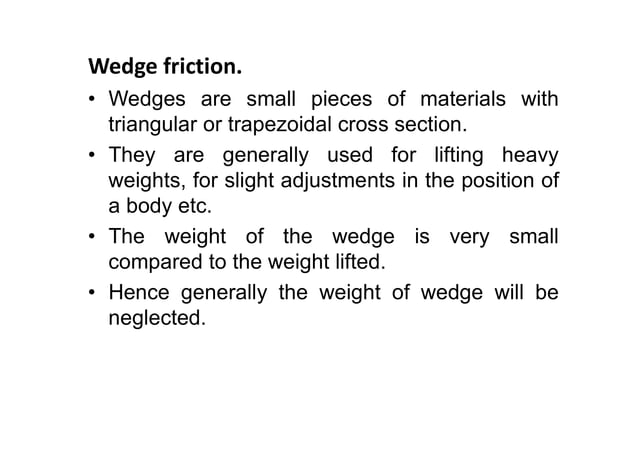 Wedge friction.
• Wedges are small pieces of materials with
triangular or trapezoidal cross section.
• They are generally used for lifting heavy
weights, for slight adjustments in the position of
a body etc.
• The weight of the wedge is very small
compared to the weight lifted.
• Hence generally the weight of wedge will be
neglected.